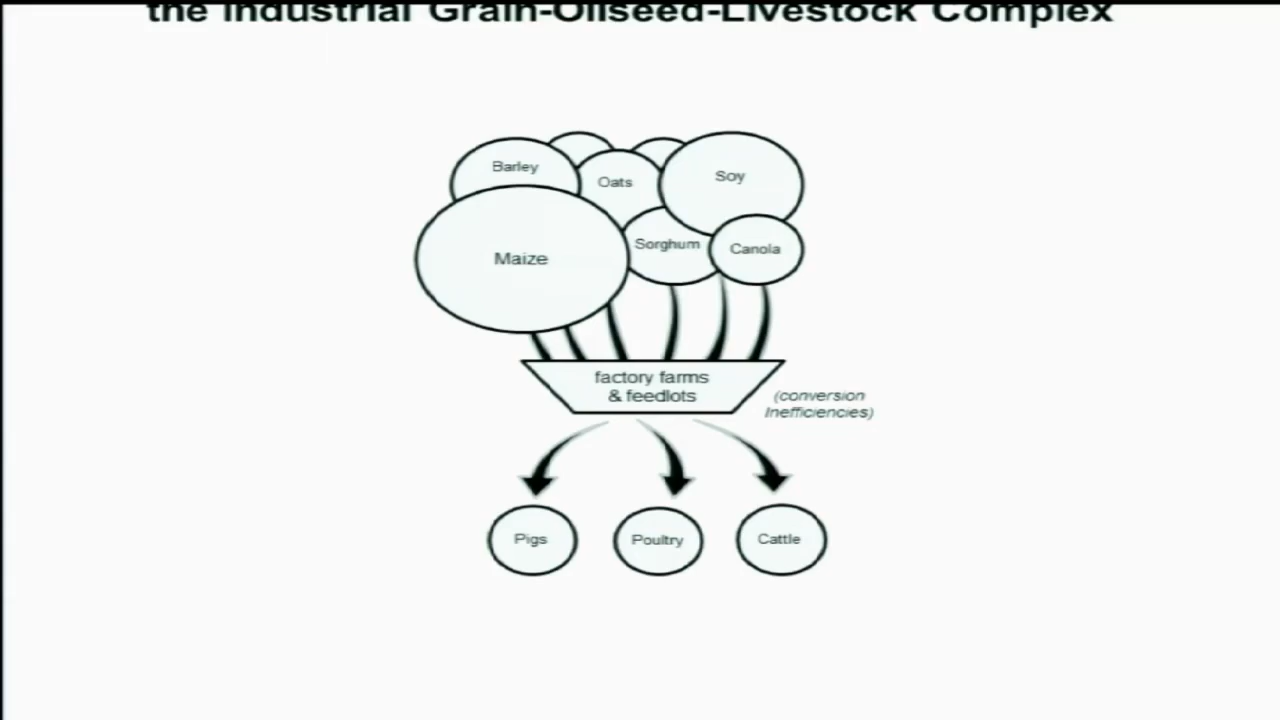 the Industrial Grain-Oilseed-Livestock Complex
Barley
Oats
Soy
Maize
Sorghum
Canola
factory farms
& feedlots
(conversion
Inefficiencies)
Pigs
Poultry
Cattle